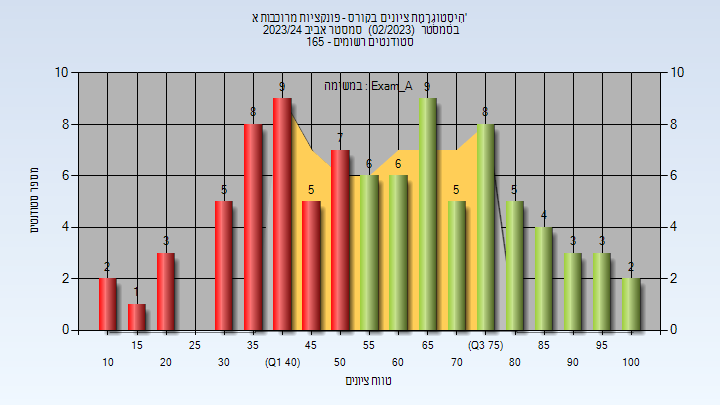 היסטוגרמת ציונים בקורס - פונקציות מרוכבות א'
בסמסטר (02/2023) סמסטר אביב 2023/24
סטודנטים רשומים - 165
במשימה : Exam_A
10 10
8 8
6 6
4 4
2 2
0 0
מספר סטודנטים
2 1 3 5 8 9 5 7 6 6 9 5 8 5 4 3 3 2
15 25 35 45 55 65 (Q3 75) 85 95
10 20 30 (Q1 40) 50 60 70 80 90 100
טווח ציונים